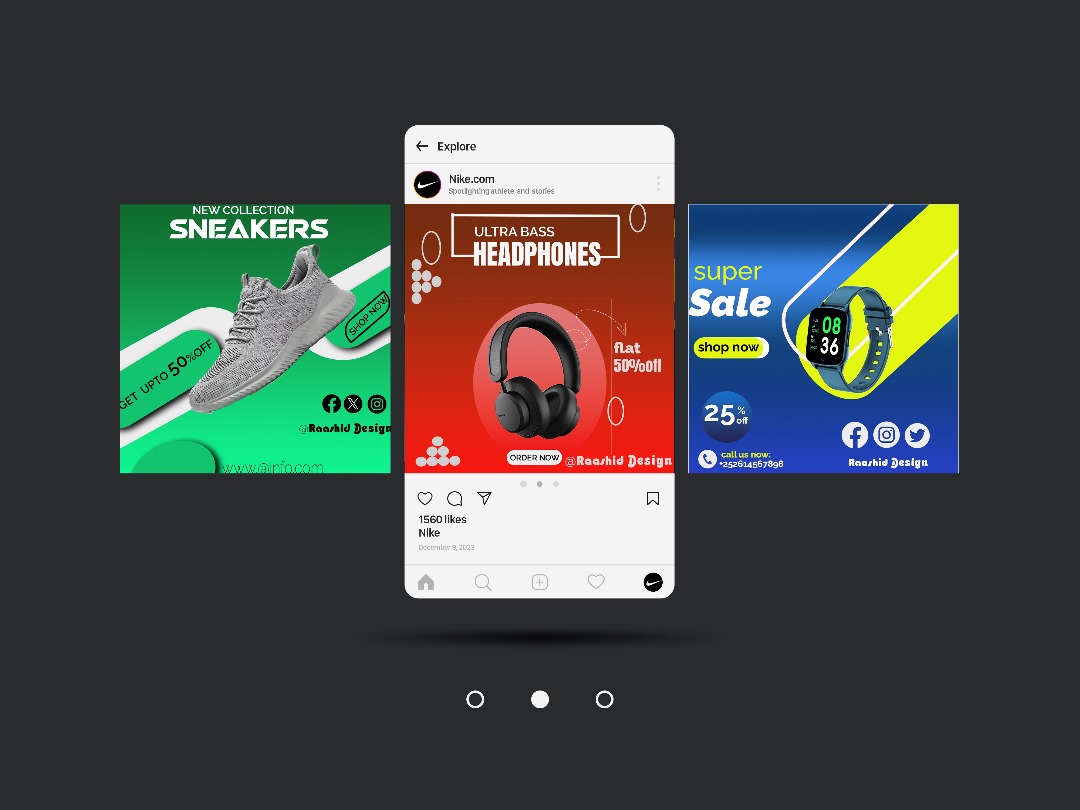 Explore
Nike.com
Spotlighting athlete and stories
NEW COLLECTION
SNEAKERS
SHOP NOW
GET UPTO 50%OFF
@Raashid Design
www.@info.com
ULTRA BASS
HEADPHONES
flat
50%off
ORDER NOW
@Raashid Design
super
Sale
shop now
08
36
25%
off
call us now:
+252614567898
Raashid Design
1560 likes
Nike
December 9, 2023